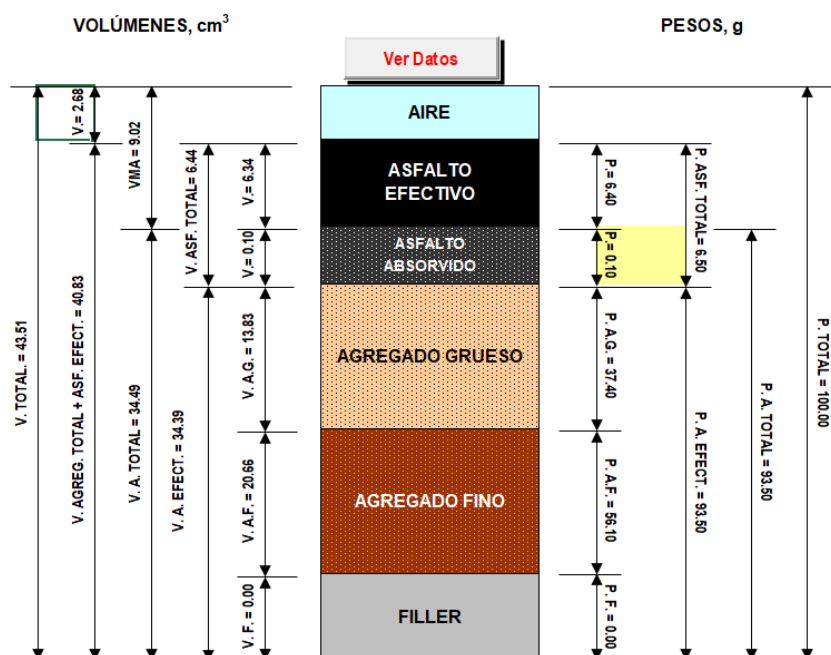 VOLÚMENES, cm3
PESOS, g
Ver Datos
AIRE
ASFALTO
EFECTIVO
ASFALTO
ABSORVIDO
AGREGADO GRUESO
AGREGADO FINO
FILLER
V. TOTAL. = 43.51
V.= 2.68
V. AGREG. TOTAL + ASF. EFECT. = 40.83
VMA = 9.02
V. A. TOTAL = 34.49
V. ASF. TOTAL= 6.44
V. A. EFECT. = 34.39
V.= 6.34
V.= 0.10
V. A.G. = 13.83
V. A.F. = 20.66
V. F. = 0.00
P.= 6.40
P.= 0.10
P. A.G. = 37.40
P. A.F. = 56.10
P. F. = 0.00
P. ASF. TOTAL= 6.50
P. A. EFECT. = 93.50
P. A. TOTAL = 93.50
P. TOTAL = 100.00